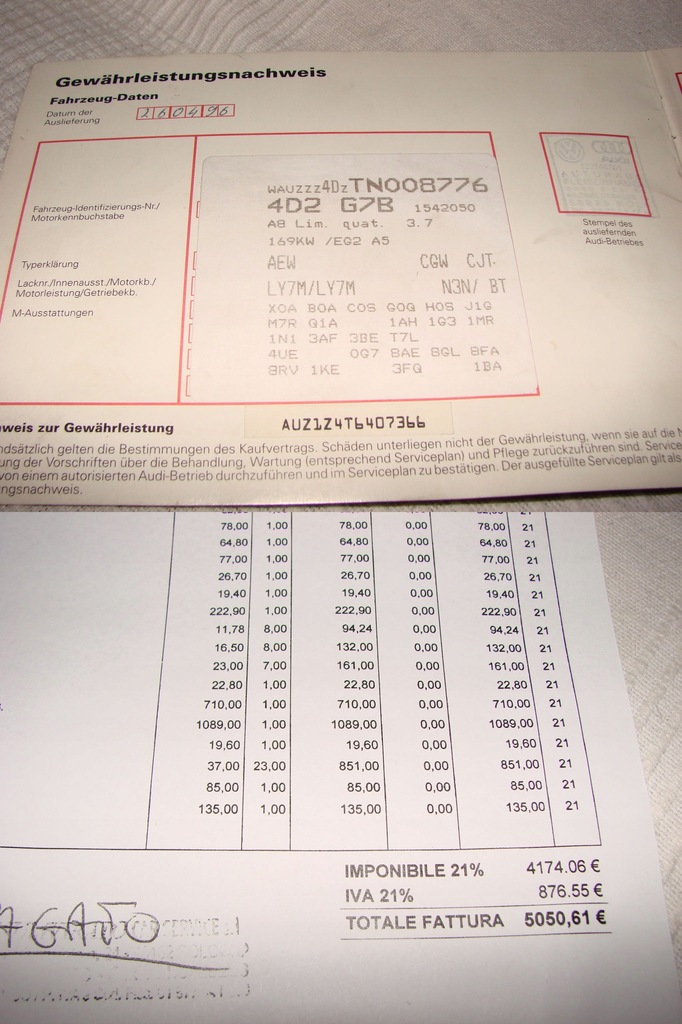 Gewährleistungsnachweis
Fahrzeug-Daten
Datum der
Auslieferung
260496
Fahrzeug-Identifizierungs-Nr./
Motorkennbuchstabe
Typerklärung
Lacknr./Innenausst./Motorkb./
Motorleistung/Getriebekb.
M-Ausstattungen
WAUZZZ4DZTN008776
4D2 G7B 1542050
A8 Lim. quat. 3.7
169KW /EG2 A5
AEW CGW CJT
LY7M/LY7M N3N/ BT
X0A B0A C0S G0G H0S J1G
M7R Q1A 1AH 1G3 1MR
1N1 3AF 3BE T7L
4UE 0G7 8AE 8GL 8FA
8RV 1KE 3FQ 1BA
Stempel des
ausliefernden
Audi-Betriebes
weis zur Gewährleistung
AUZ1Z4T6407366
ndsätzlich gelten die Bestimmungen des Kaufvertrags. Schäden unterliegen nicht der Gewährleistung, wenn sie auf die
ung der Vorschriften über die Behandlung, Wartung (entsprechend Serviceplan) und Pflege zurückzuführen sind. Service
von einem autorisierten Audi-Betrieb durchzuführen und im Serviceplan zu bestätigen. Der ausgefüllte Serviceplan gilt als
ngsnachweis.
78,00 1,00 78,00 0,00 78,00 21
64,80 1,00 64,80 0,00 64,80 21
77,00 1,00 77,00 0,00 77,00 21
26,70 1,00 26,70 0,00 26,70 21
19,40 1,00 19,40 0,00 19,40 21
222,90 1,00 222,90 0,00 222,90 21
11,78 8,00 94,24 0,00 94,24 21
16,50 8,00 132,00 0,00 132,00 21
23,00 7,00 161,00 0,00 161,00 21
22,80 1,00 22,80 0,00 22,80 21
710,00 1,00 710,00 0,00 710,00 21
1089,00 1,00 1089,00 0,00 1089,00 21
19,60 1,00 19,60 0,00 19,60 21
37,00 23,00 851,00 0,00 851,00 21
85,00 1,00 85,00 0,00 85,00 21
135,00 1,00 135,00 0,00 135,00 21
IMPONIBILE 21% 4174.06 €
IVA 21% 876.55 €
TOTALE FATTURA 5050,61 €
AGATO